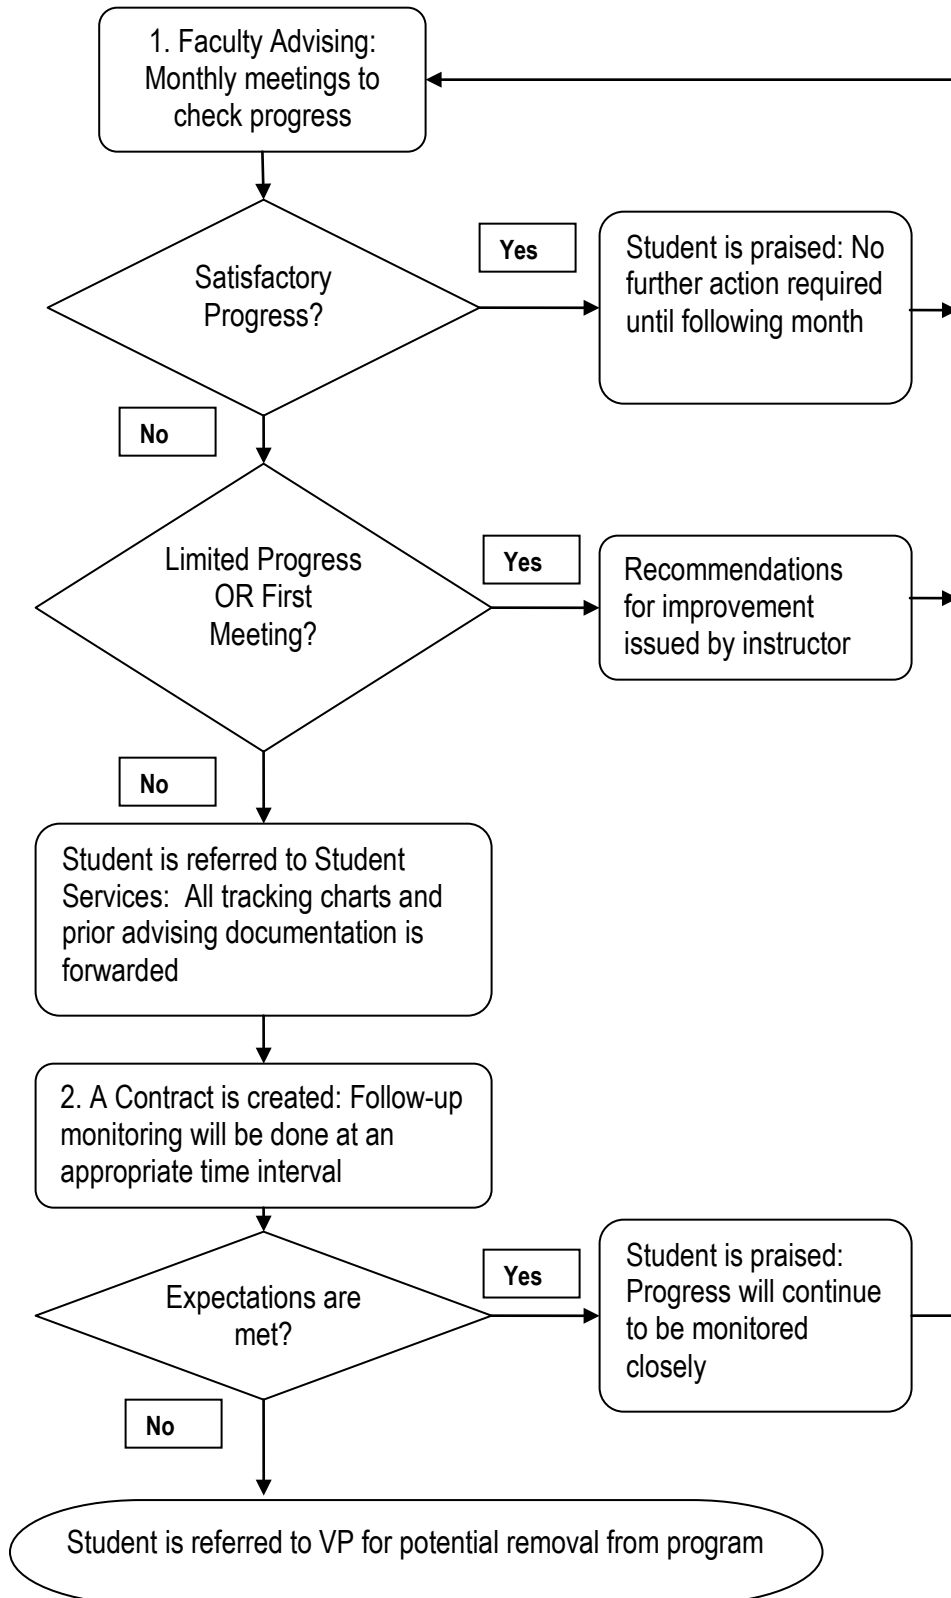 1. Faculty Advising:
Monthly meetings to
check progress
Satisfactory
Progress?
Yes
Student is praised: No
further action required
until following month
No
Limited Progress
OR First
Meeting?
Yes
Recommendations
for improvement
issued by instructor
No
Student is referred to Student
Services:  All tracking charts and
prior advising documentation is
forwarded
2. A Contract is created: Follow-up
monitoring will be done at an
appropriate time interval
Expectations are
met?
Yes
Student is praised:
Progress will continue
to be monitored
closely
No
Student is referred to VP for potential removal from program